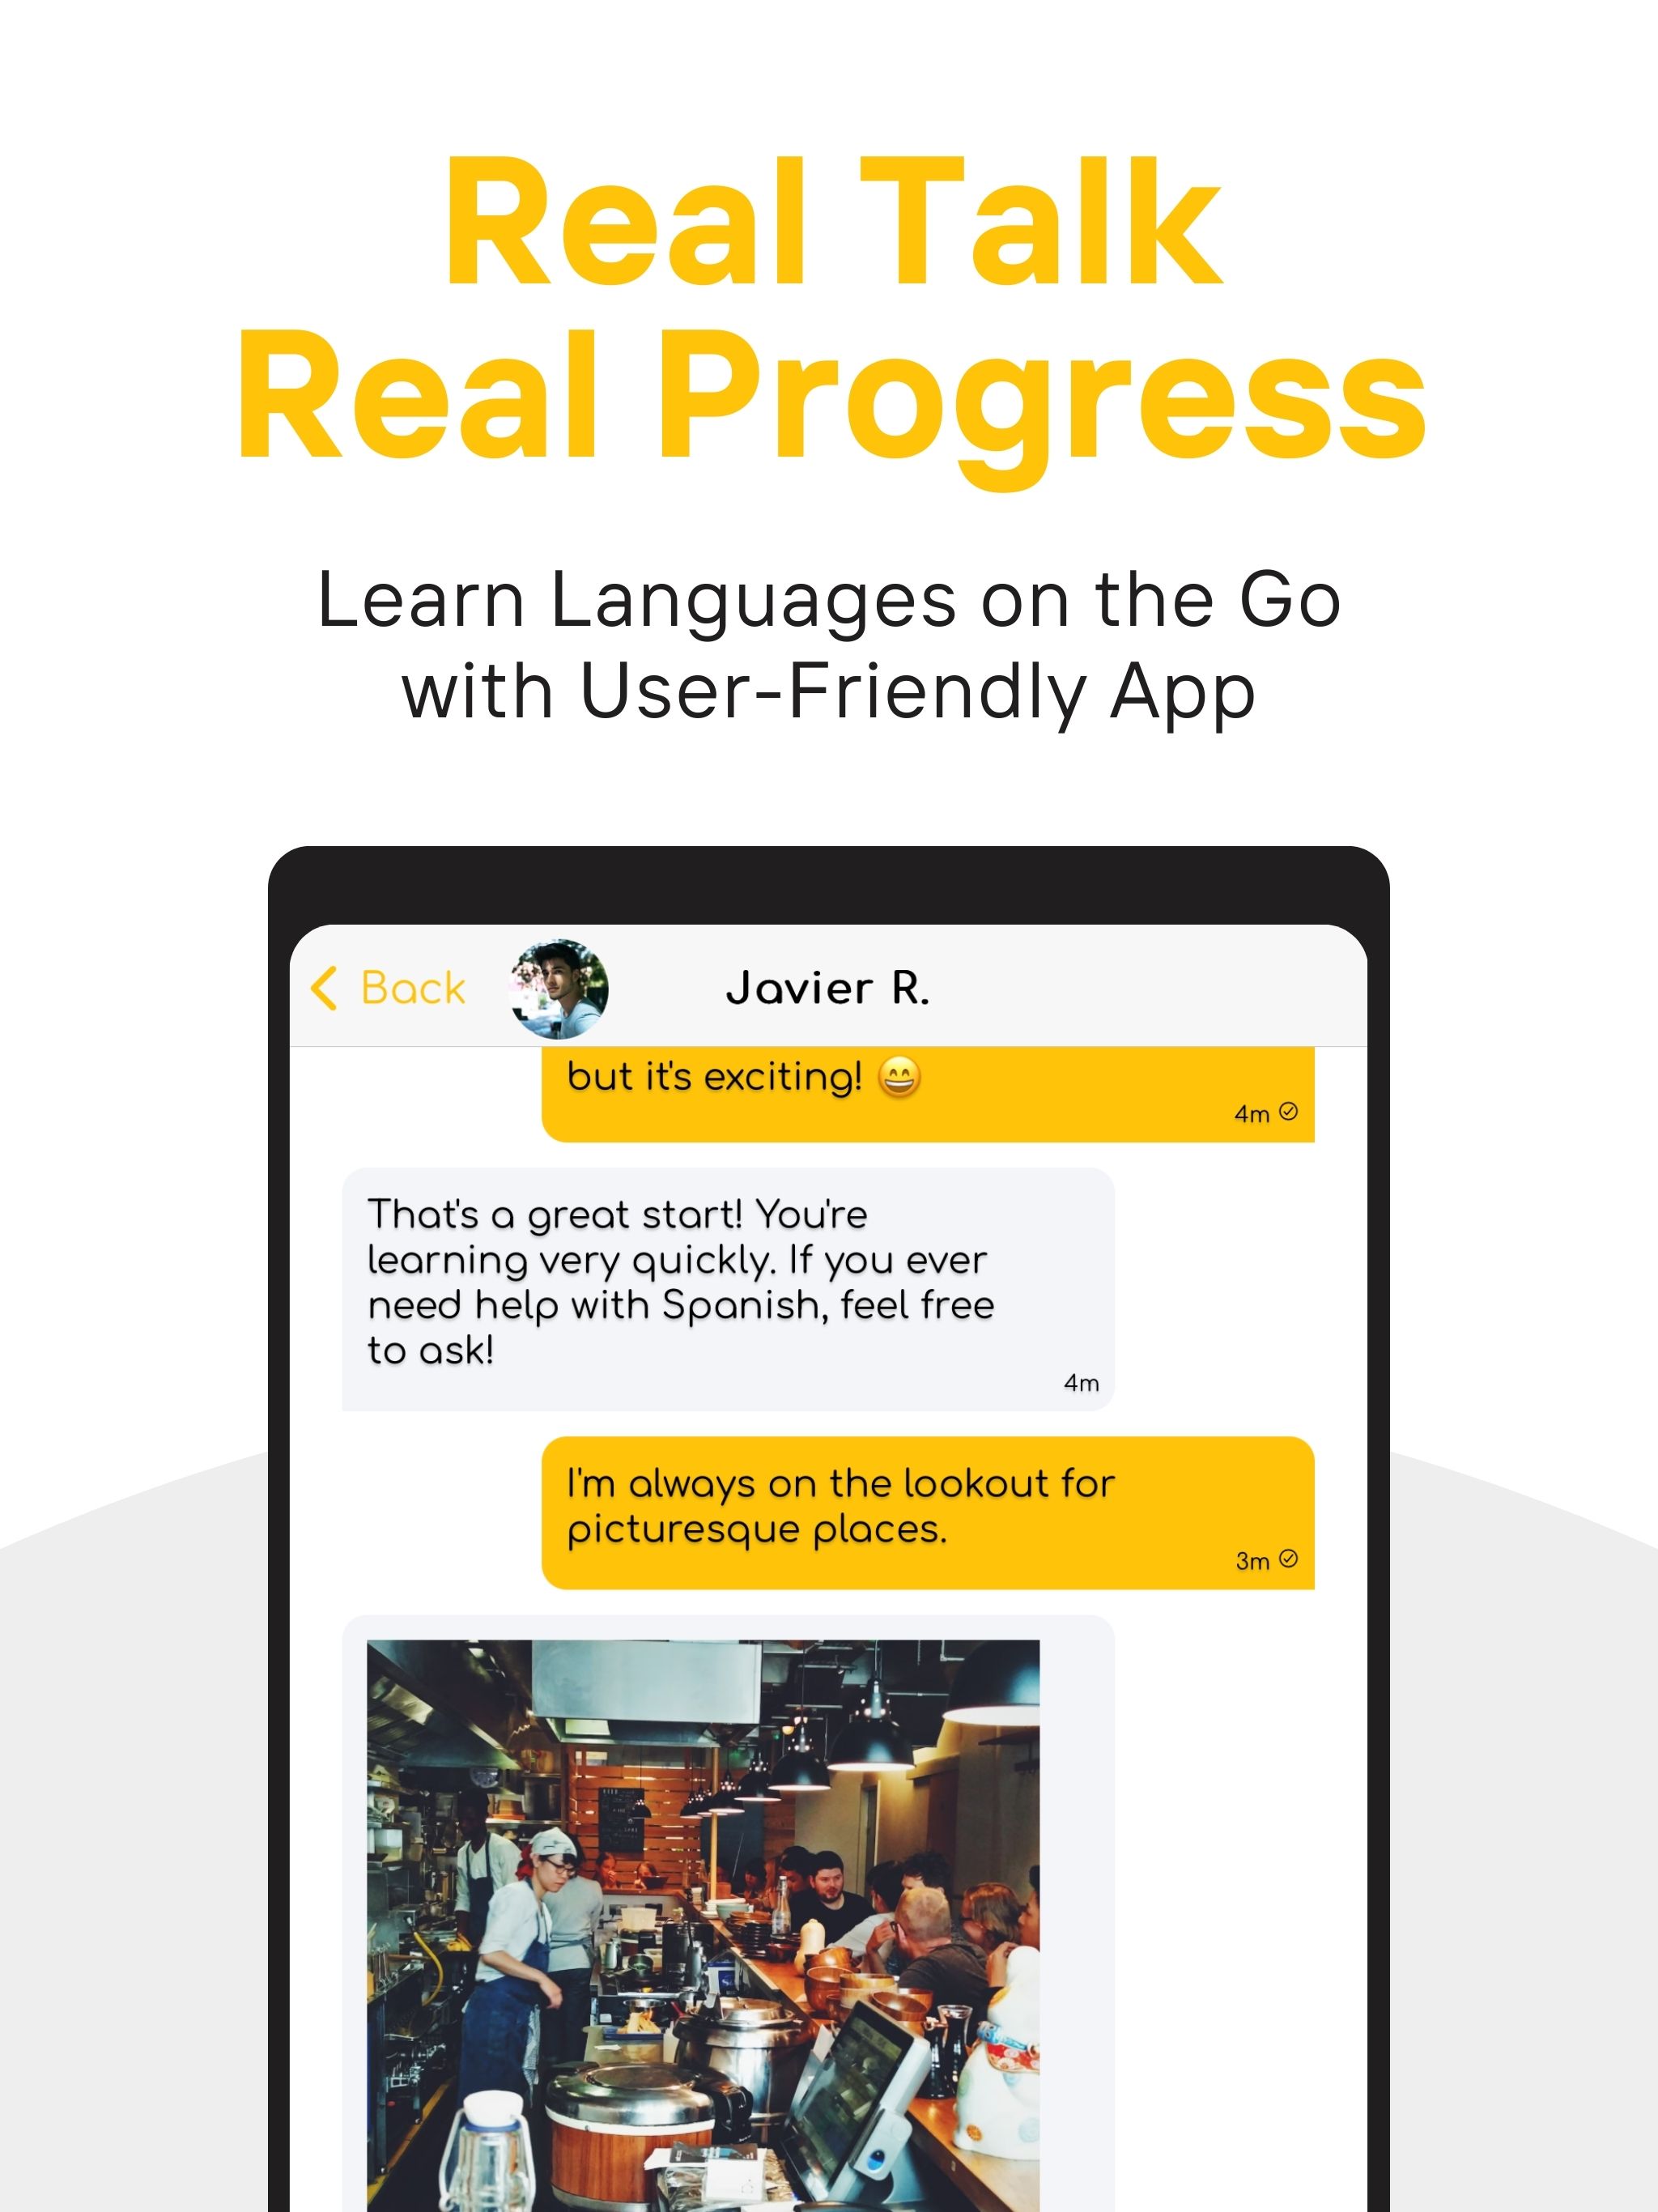 Real Talk
Real Progress
Learn Languages on the Go
with User-Friendly App
Back
Javier R.
but it's exciting! 😄
4m
That's a great start! You're
learning very quickly. If you ever
need help with Spanish, feel free
to ask!
4m
I'm always on the lookout for
picturesque places.
3m